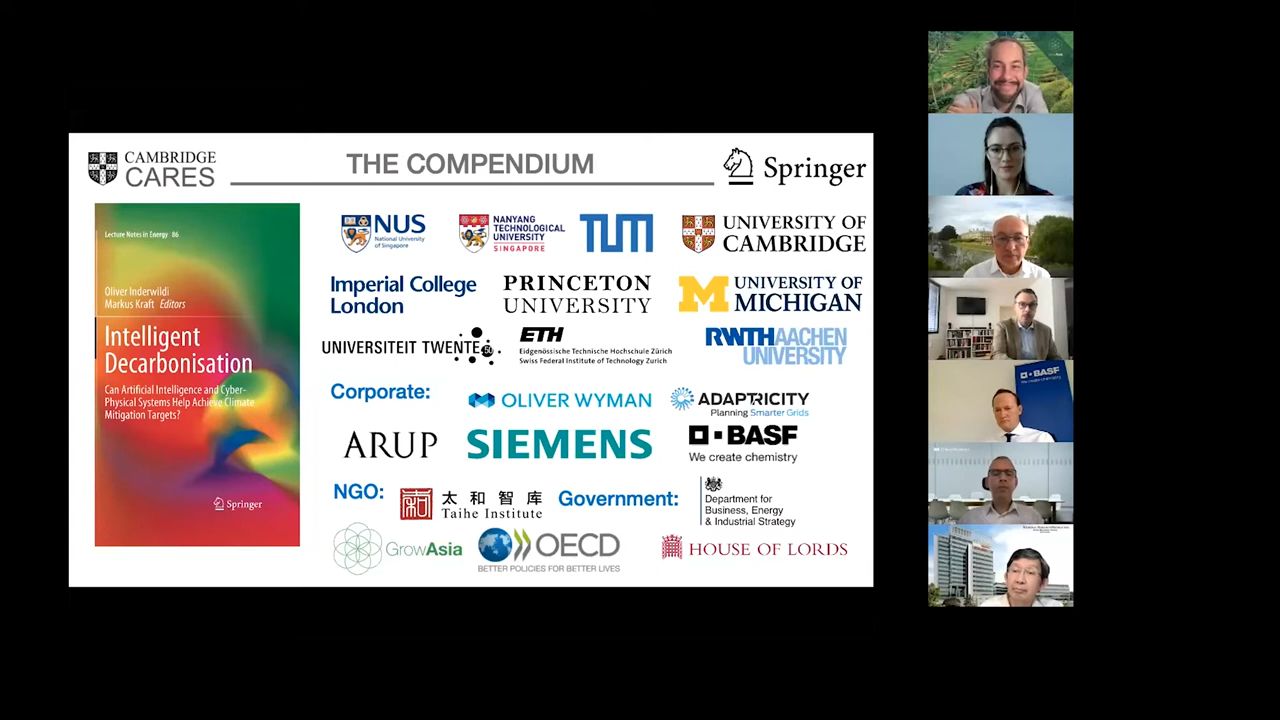 CAMBRIDGE
CARES
THE COMPENDIUM
Springer
Lecture Notes in Energy 86
Oliver Inderwildi
Markus Kraft Editors
Intelligent
Decarbonisation
Can Artificial Intelligence and Cyber-
Physical Systems Help Achieve Climate
Mitigation Targets?
Springer
NUS
National University
of Singapore
NANYANG
TECHNOLOGICAL
UNIVERSITY
SINGAPORE
TUM
UNIVERSITY OF
CAMBRIDGE
Imperial College
London
PRINCETON
UNIVERSITY
M UNIVERSITY OF
MICHIGAN
UNIVERSITEIT TWENTE
ETH
Eidgenössische Technische Hochschule Zürich
Swiss Federal Institute of Technology Zurich
RWTH AACHEN
UNIVERSITY
Corporate:
OLIVER WYMAN
ADAPTRICITY
Planning Smarter Grids
ARUP
SIEMENS
BASF
We create chemistry
NGO:
太和智库
Taihe Institute
Government:
Department for
Business, Energy
& Industrial Strategy
GrowAsia
OECD
BETTER POLICIES FOR BETTER LIVES
HOUSE OF LORDS
BASF
We create chemistry